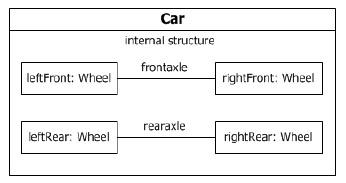 Car
internal structure
frontaxle
leftFront: Wheel rightFront: Wheel
rearaxle
leftRear: Wheel rightRear: Wheel